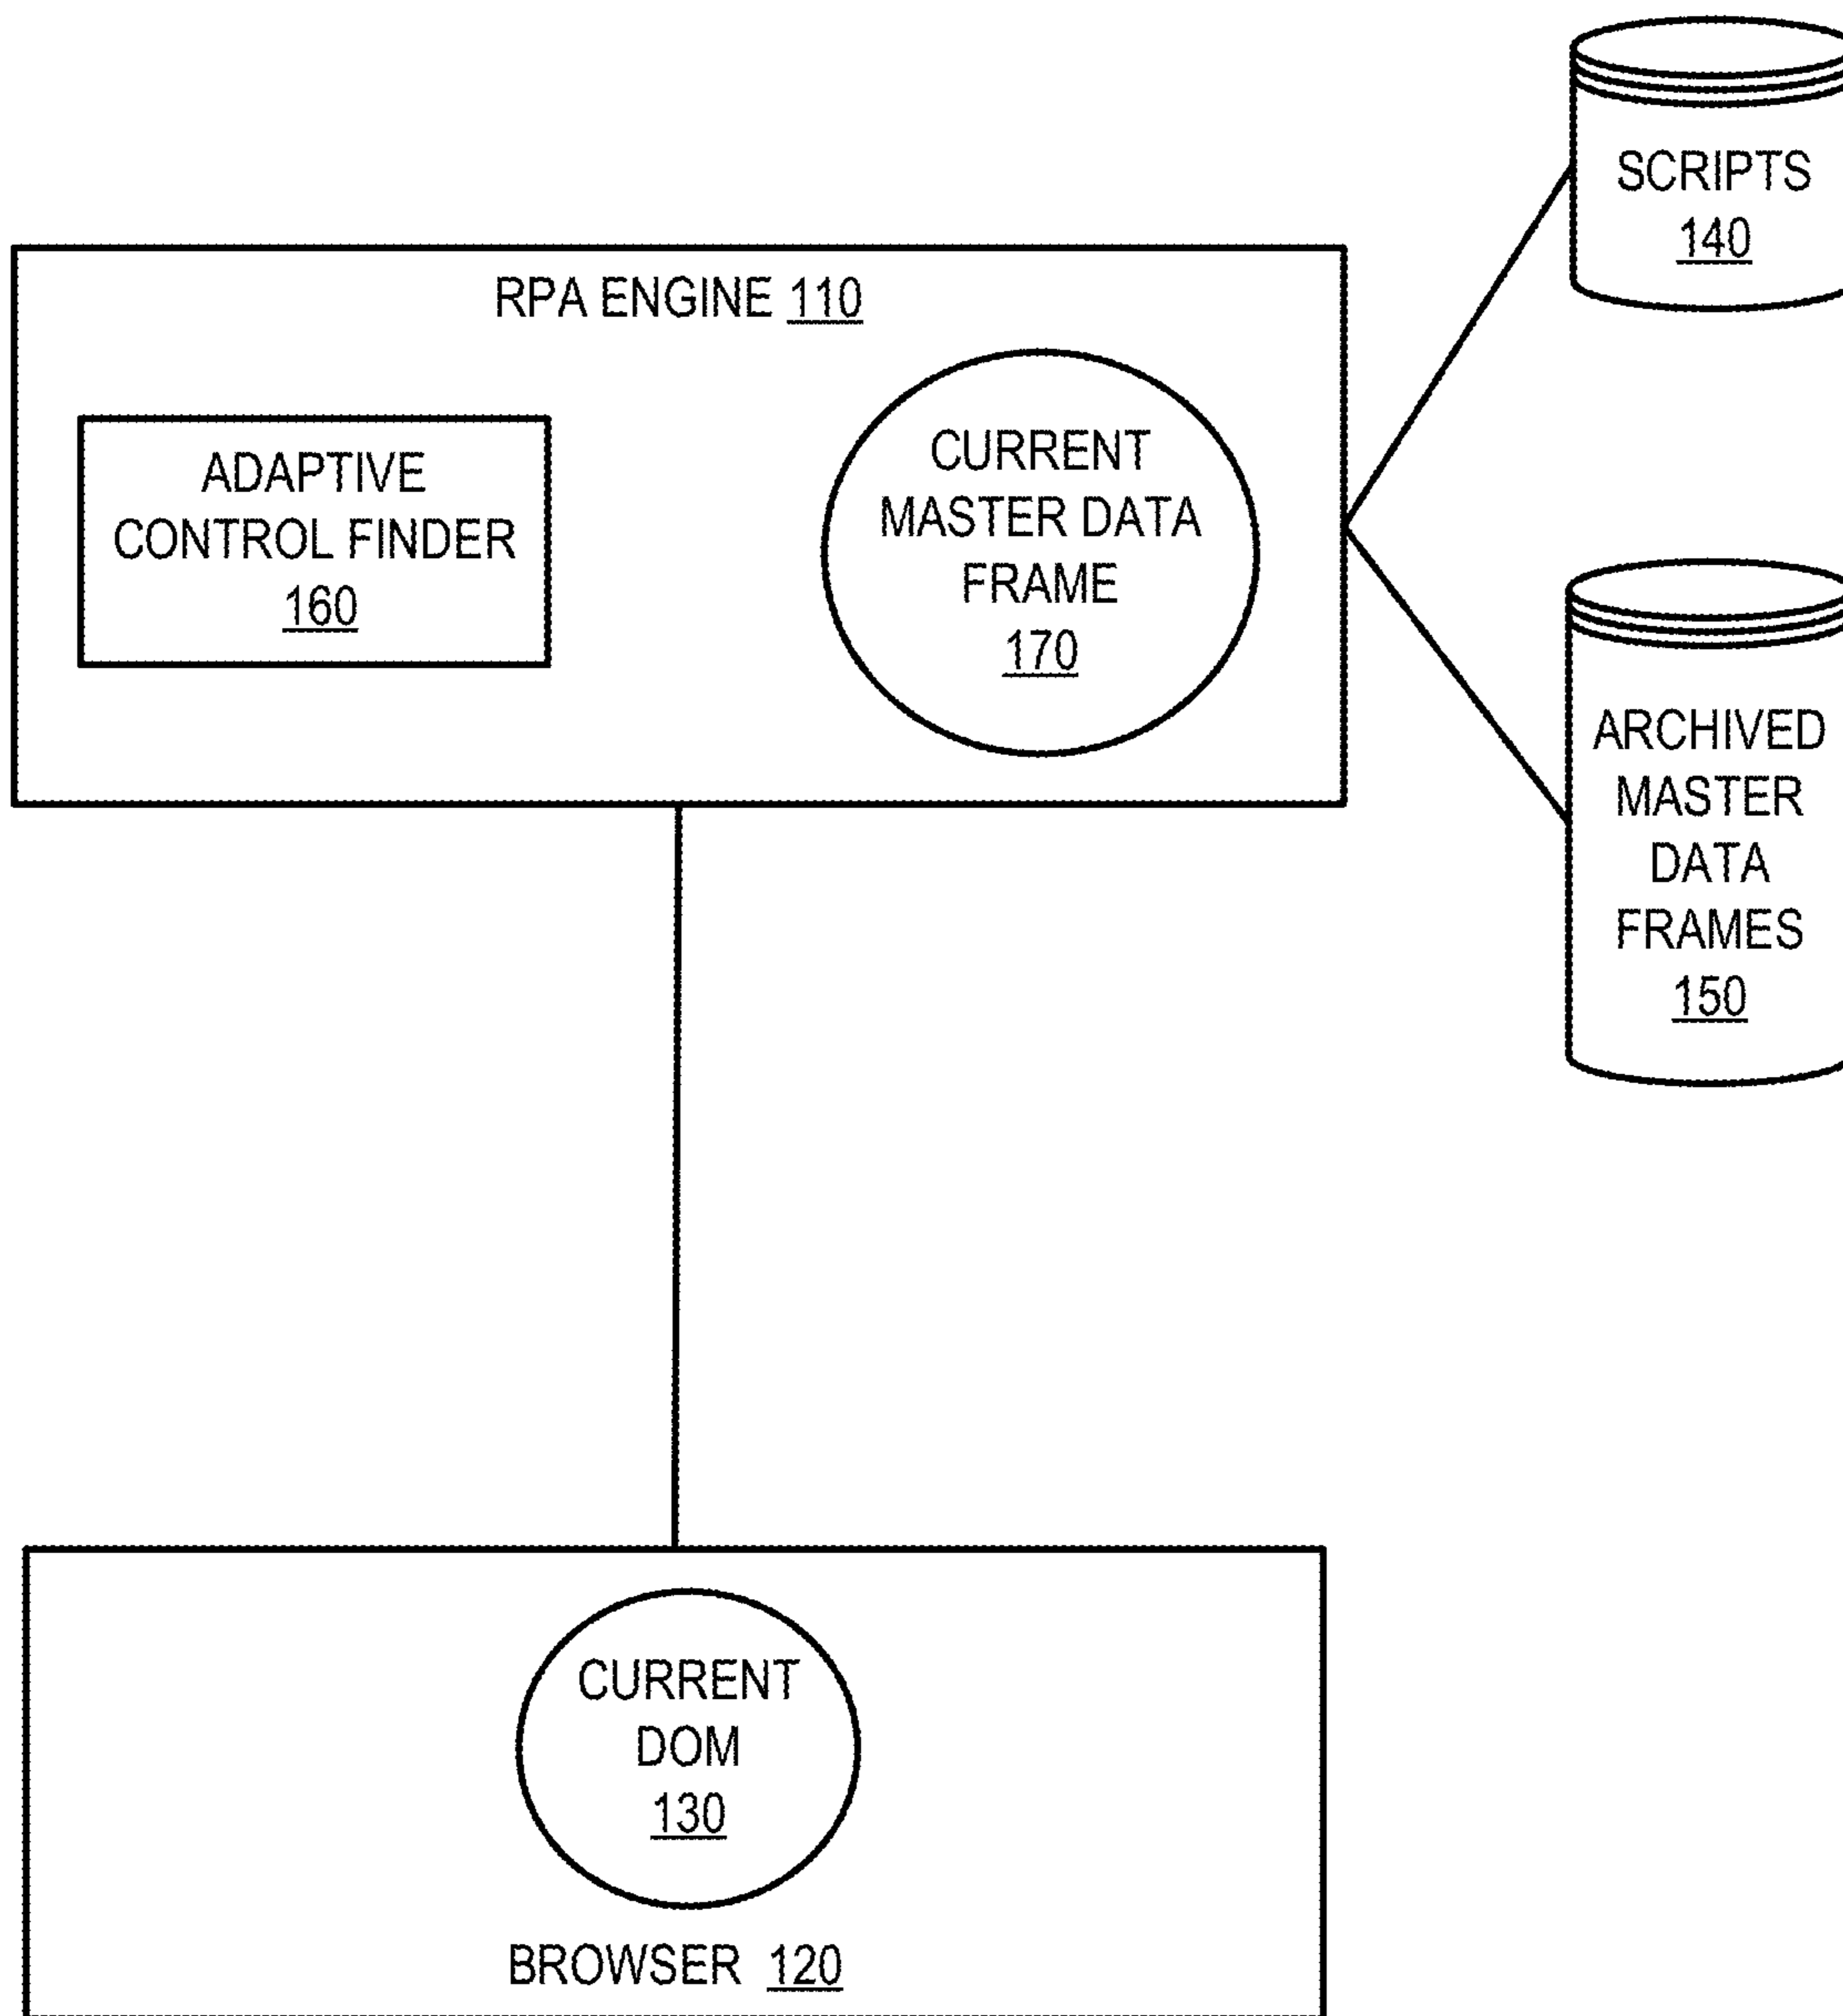 SCRIPTS
140
RPA ENGINE 110
ADAPTIVE
CONTROL FINDER
160
CURRENT
MASTER DATA
FRAME
170
ARCHIVED
MASTER
DATA
FRAMES
150
CURRENT
DOM
130
BROWSER 120